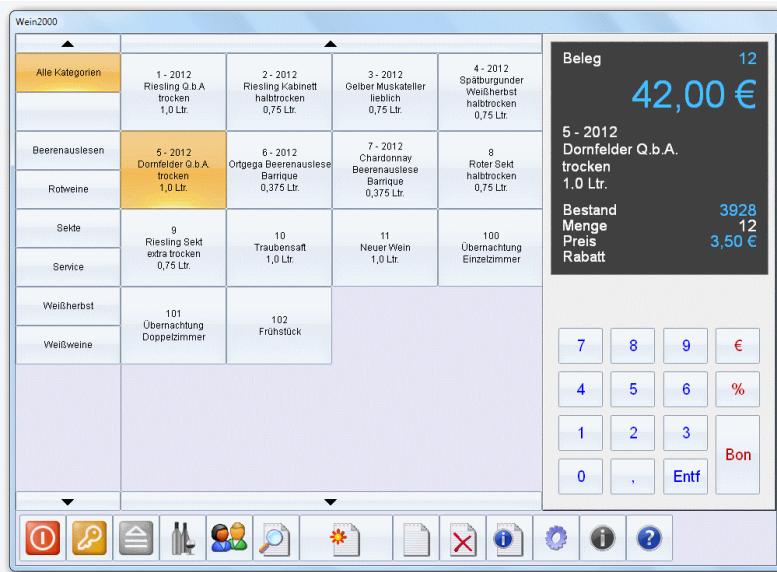 Wein2000
Alle Kategorien
Beerenauslesen
Rotweine
Sekte
Service
Weißherbst
Weißweine
1 - 2012
Riesling Q.b.A
trocken
1,0 Ltr.
2 - 2012
Riesling Kabinett
halbtrocken
0,75 Ltr.
3 - 2012
Gelber Muskateller
lieblich
0,75 Ltr.
4 - 2012
Spätburgunder
Weißherbst
halbtrocken
0,75 Ltr.
5 - 2012
Dornfelder Q.b.A.
trocken
1,0 Ltr.
6 - 2012
Ortgega Beerenauslese
Barrique
0,375 Ltr.
7 - 2012
Chardonnay
Beerenauslese
Barrique
0,375 Ltr.
8
Roter Sekt
halbtrocken
0,75 Ltr.
9
Riesling Sekt
extra trocken
0,75 Ltr.
10
Traubensaft
1,0 Ltr.
11
Neuer Wein
1,0 Ltr.
100
Übernachtung
Einzelzimmer
101
Übernachtung
Doppelzimmer
102
Frühstück
Beleg 12
42,00 €
5 - 2012
Dornfelder Q.b.A.
trocken
1.0 Ltr.
Bestand 3928
Menge 12
Preis 3,50 €
Rabatt
7 8 9 €
4 5 6 %
1 2 3
Bon
0 , Entf